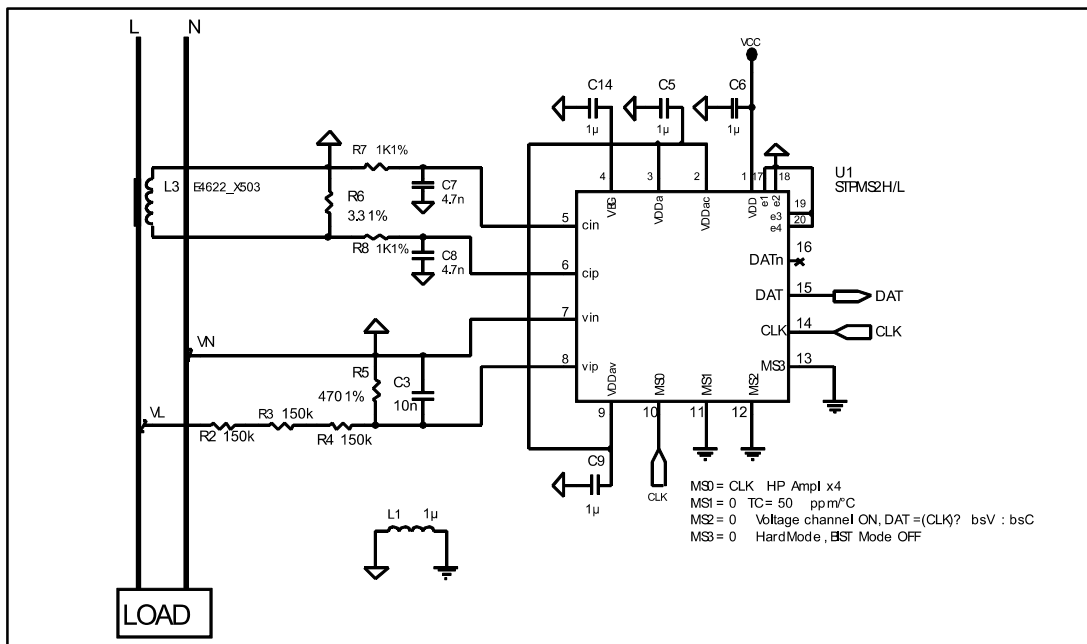 L N
VCC
C14
C5
C6
1µ
1µ
1µ
R7 1K1%
4
3
2
1
17
18
U1
STPMS2H/L
L3 E4622_X503
C7
4.7n
R6
3.3 1%
VBG
VDDa
VDDac
VDD
e1
e2
e3
e4
19
20
5
cin
R8
1K1%
C8
4.7n
16
DATn
6
cip
DAT
15
DAT
7
vin
CLK
14
CLK
VN
8
vip
MS3
13
R5
470 1%
C3
10n
VDDav
MS0
MS1
MS2
VL
R2 150k
R3 150k
R4 150k
9
10
11
12
C9
1µ
CLK
L1 1µ
MS0 = CLK HP Ampl x4
MS1 = 0 TC= 50 ppm/°C
MS2 = 0 Voltage channel ON, DAT =(CLK)? bsV : bsC
MS3 = 0 HardMode, BIST Mode OFF
LOAD